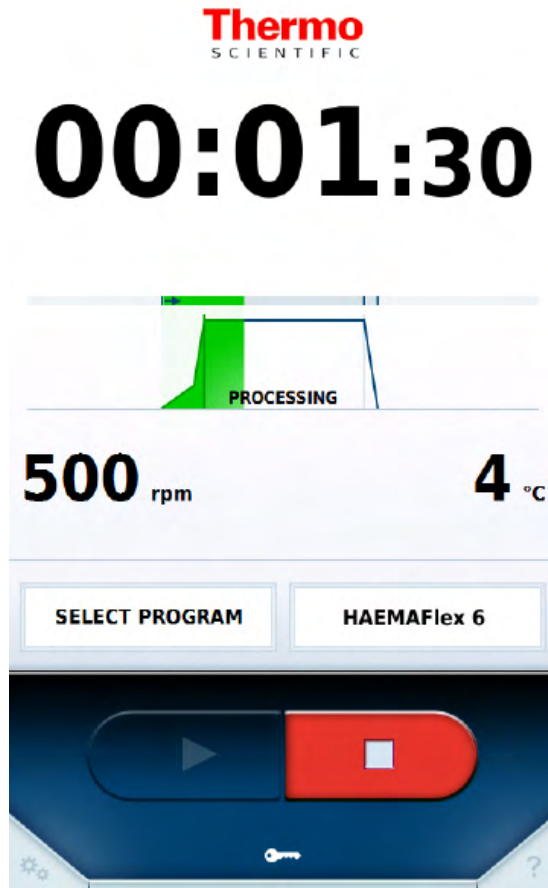 Thermo
SCIENTIFIC
00:01:30
PROCESSING
500 rpm
4 °C
SELECT PROGRAM
HAEMAFlex 6
?